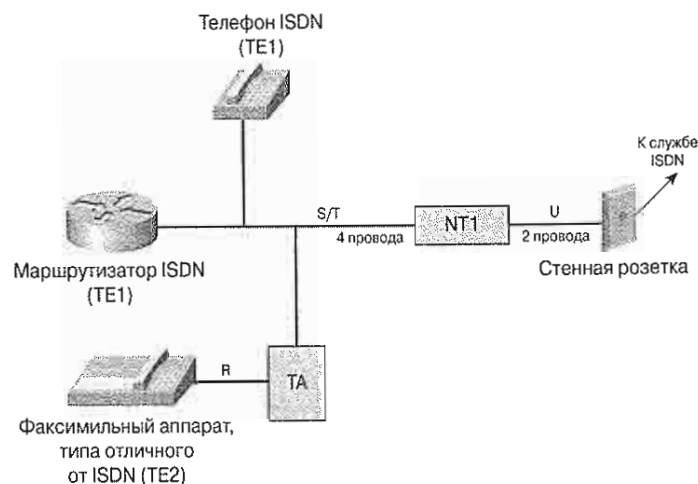 Телефон ISDN
(TE1)
К службе
ISDN
S/T
4 провода
NT1
U
2 провода
Маршрутизатор ISDN
(TE1)
Стенная розетка
R
TA
Факсимильный аппарат,
типа отличного
от ISDN (TE2)